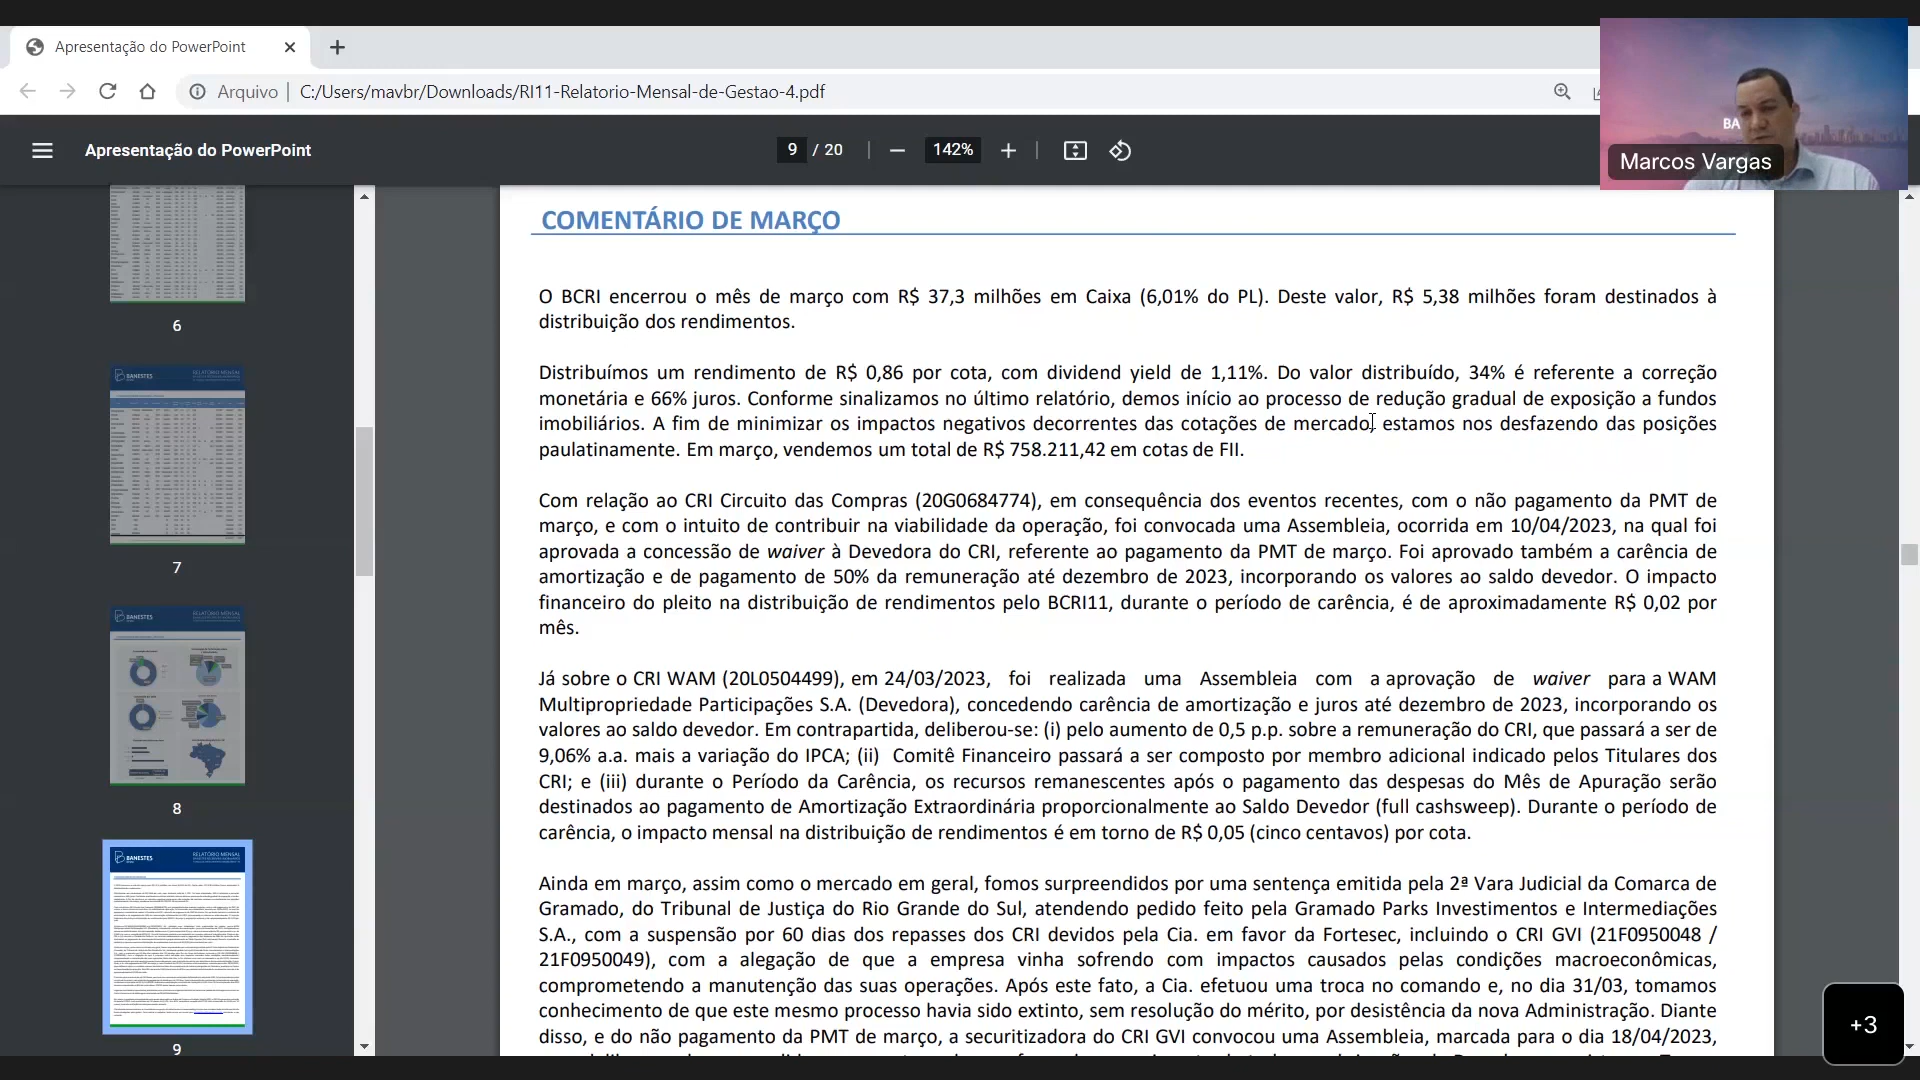 Apresentação do PowerPoint
Arquivo
C:/Users/mavbr/Downloads/RI11-Relatorio-Mensal-de-Gestao-4.pdf
BA
Marcos Vargas
Apresentação do PowerPoint
9 / 20
142%
6
BANESTES
RELATÓRIO MENSAL
7
BANESTES
RELATÓRIO MENSAL
8
BANESTES
RELATÓRIO MENSAL
9
COMENTÁRIO DE MARÇO
O BCRI encerrou o mês de março com R$ 37,3 milhões em Caixa (6,01% do PL). Deste valor, R$ 5,38 milhões foram destinados à
distribuição dos rendimentos.
Distribuímos um rendimento de R$ 0,86 por cota, com dividend yield de 1,11%. Do valor distribuído, 34% é referente a correção
monetária e 66% juros. Conforme sinalizamos no último relatório, demos início ao processo de redução gradual de exposição a fundos
imobiliários. A fim de minimizar os impactos negativos decorrentes das cotações de mercado, estamos nos desfazendo das posições
paulatinamente. Em março, vendemos um total de R$ 758.211,42 em cotas de FII.
Com relação ao CRI Circuito das Compras (20G0684774), em consequência dos eventos recentes, com o não pagamento da PMT de
março, e com o intuito de contribuir na viabilidade da operação, foi convocada uma Assembleia, ocorrida em 10/04/2023, na qual foi
aprovada a concessão de waiver à Devedora do CRI, referente ao pagamento da PMT de março. Foi aprovado também a carência de
amortização e de pagamento de 50% da remuneração até dezembro de 2023, incorporando os valores ao saldo devedor. O impacto
financeiro do pleito na distribuição de rendimentos pelo BCRI11, durante o período de carência, é de aproximadamente R$ 0,02 por
mês.
Já sobre o CRI WAM (20L0504499), em 24/03/2023, foi realizada uma Assembleia com a aprovação de waiver para a WAM
Multipropriedade Participações S.A. (Devedora), concedendo carência de amortização e juros até dezembro de 2023, incorporando os
valores ao saldo devedor. Em contrapartida, deliberou-se: (i) pelo aumento de 0,5 p.p. sobre a remuneração do CRI, que passará a ser de
9,06% a.a. mais a variação do IPCA; (ii) Comitê Financeiro passará a ser composto por membro adicional indicado pelos Titulares dos
CRI; e (iii) durante o Período da Carência, os recursos remanescentes após o pagamento das despesas do Mês de Apuração serão
destinados ao pagamento de Amortização Extraordinária proporcionalmente ao Saldo Devedor (full cashsweep). Durante o período de
carência, o impacto mensal na distribuição de rendimentos é em torno de R$ 0,05 (cinco centavos) por cota.
Ainda em março, assim como o mercado em geral, fomos surpreendidos por uma sentença emitida pela 2ª Vara Judicial da Comarca de
Gramado, do Tribunal de Justiça do Rio Grande do Sul, atendendo pedido feito pela Gramado Parks Investimentos e Intermediações
S.A., com a suspensão por 60 dias dos repasses dos CRI devidos pela Cia. em favor da Fortesec, incluindo o CRI GVI (21F0950048 /
21F0950049), com a alegação de que a empresa vinha sofrendo com impactos causados pelas condições macroeconômicas,
comprometendo a manutenção das suas operações. Após este fato, a Cia. efetuou uma troca no comando e, no dia 31/03, tomamos
conhecimento de que este mesmo processo havia sido extinto, sem resolução do mérito, por desistência da nova Administração. Diante
disso, e do não pagamento da PMT de março, a securitizadora do CRI GVI convocou uma Assembleia, marcada para o dia 18/04/2023,
+3